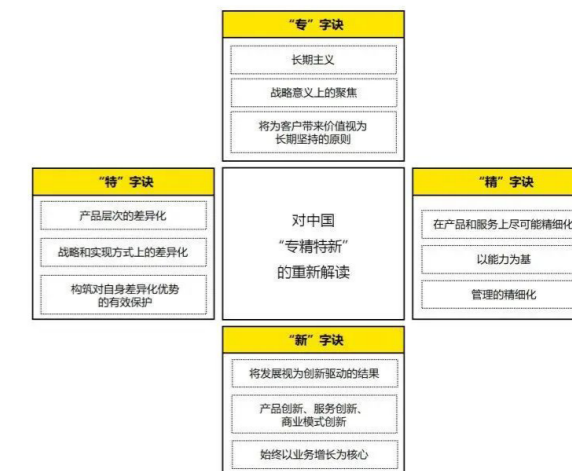 “专”字诀
长期主义
战略意义上的聚焦
将为客户带来价值视为
长期坚持的原则
“特”字诀
产品层次的差异化
战略和实现方式上的差异化
构筑对自身差异化优势
的有效保护
对中国
“专精特新”
的重新解读
“精”字诀
在产品和服务上尽可能精细化
以能力为基
管理的精细化
“新”字诀
将发展视为创新驱动的结果
产品创新、服务创新、
商业模式创新
始终以业务增长为核心